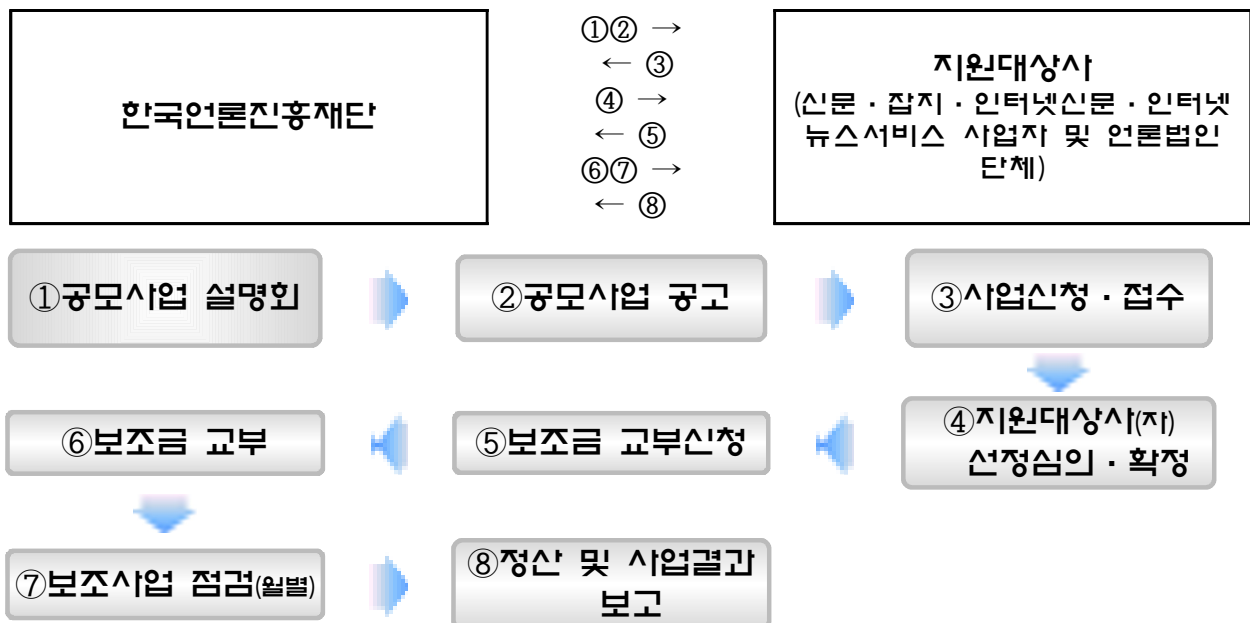 한국언론진흥재단
①② →
← ③
④ →
← ⑤
⑥⑦ →
← ⑧
지원대상사
(신문·잡지·인터넷신문·인터넷
뉴스서비스 사업자 및 언론법인
단체)
①공모사업 설명회
②공모사업 공고
③사업신청·접수
④지원대상사(자)
선정심의·확정
⑤보조금 교부신청
⑥보조금 교부
⑦보조사업 점검(월별)
⑧정산 및 사업결과
보고